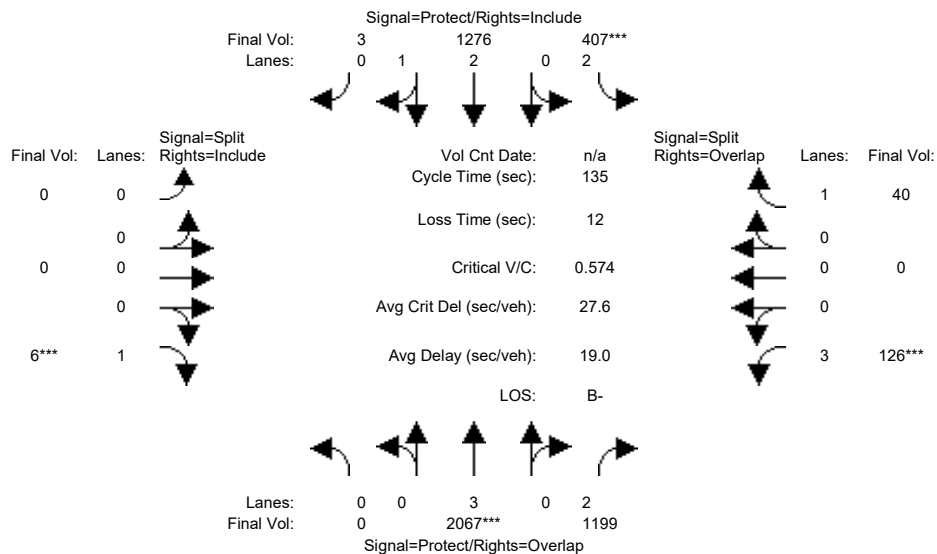 Signal=Protect/Rights=Include
Final Vol: 3 1276 407***
Lanes: 0 1 2 0 2
Signal=Split
Final Vol: Lanes: Rights=Include Vol Cnt Date: n/a Signal=Split
Rights=Overlap Lanes: Final Vol:
Cycle Time (sec): 135
0 0 1 40
Loss Time (sec): 12
0 0
0 0 Critical V/C: 0.574 0 0
0 Avg Crit Del (sec/veh): 27.6 0
6*** 1 Avg Delay (sec/veh): 19.0 3 126***
LOS: B-
Lanes: 0 0 3 0 2
Final Vol: 0 2067*** 1199
Signal=Protect/Rights=Overlap